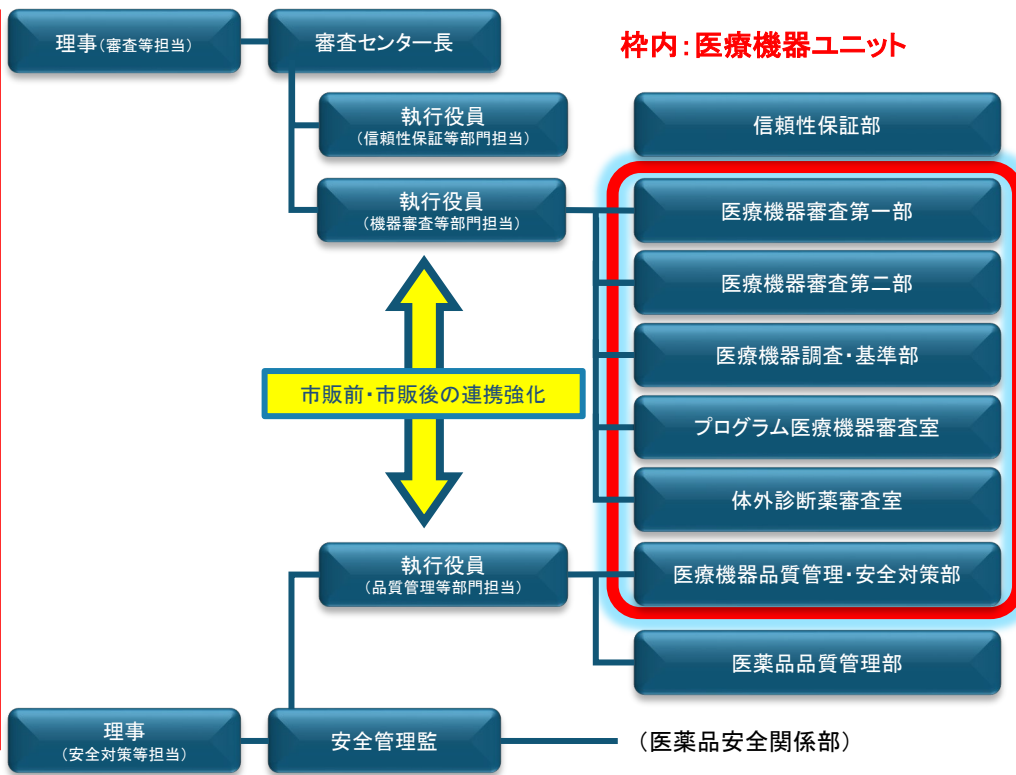 理事(審査等担当)
審査センター長
枠内：医療機器ユニット
執行役員
(信頼性保証等部門担当)
信頼性保証部
執行役員
(機器審査等部門担当)
医療機器審査第一部
医療機器審査第二部
医療機器調査・基準部
市販前・市販後の連携強化
プログラム医療機器審査室
体外診断薬審査室
執行役員
(品質管理等部門担当)
医療機器品質管理・安全対策部
医薬品品質管理部
理事
(安全対策等担当)
安全管理監
(医薬品安全関係部)